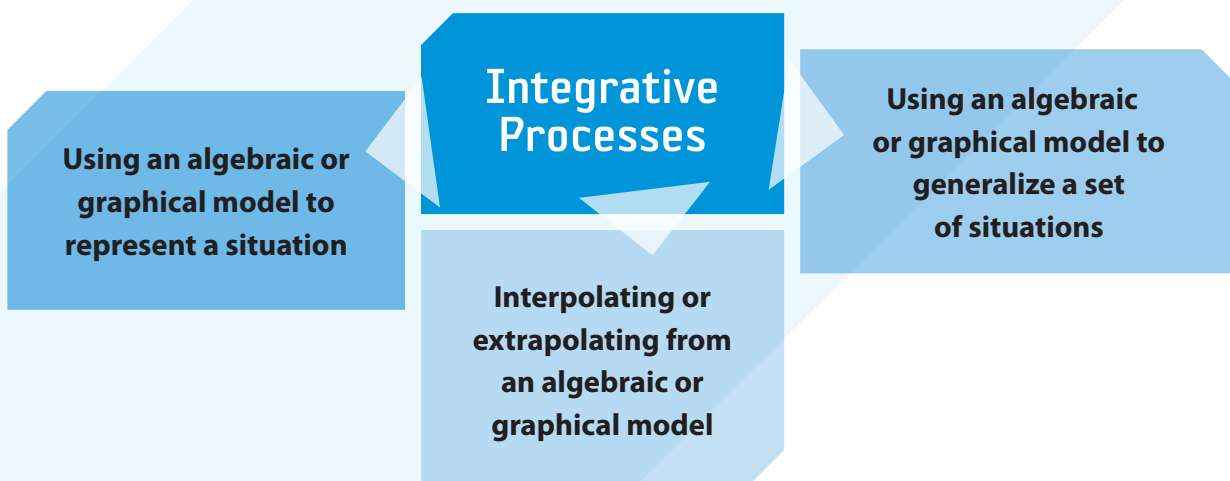 Integrative
Processes
Using an algebraic or
graphical model to
represent a situation
Interpolating or
extrapolating from
an algebraic or
graphical model
Using an algebraic
or graphical model to
generalize a set
of situations